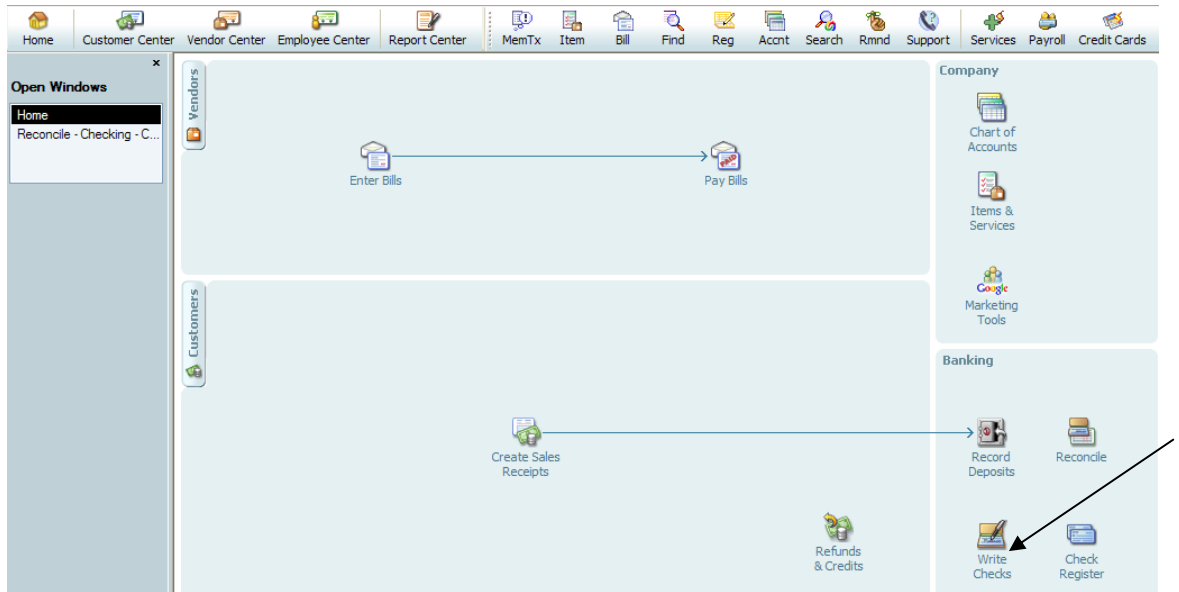 Home Customer Center Vendor Center Employee Center Report Center MemTx Item Bill Find Reg Accnt Search Rmnd Support Services Payroll Credit Cards
x
Open Windows
Home
Reconcile - Checking - C...
Vendors
Enter Bills
Pay Bills
Customers
Create Sales
Receipts
Refunds
& Credits
Company
Chart of
Accounts
Items &
Services
Google
Marketing
Tools
Banking
Record
Deposits
Reconcile
Write
Checks
Check
Register